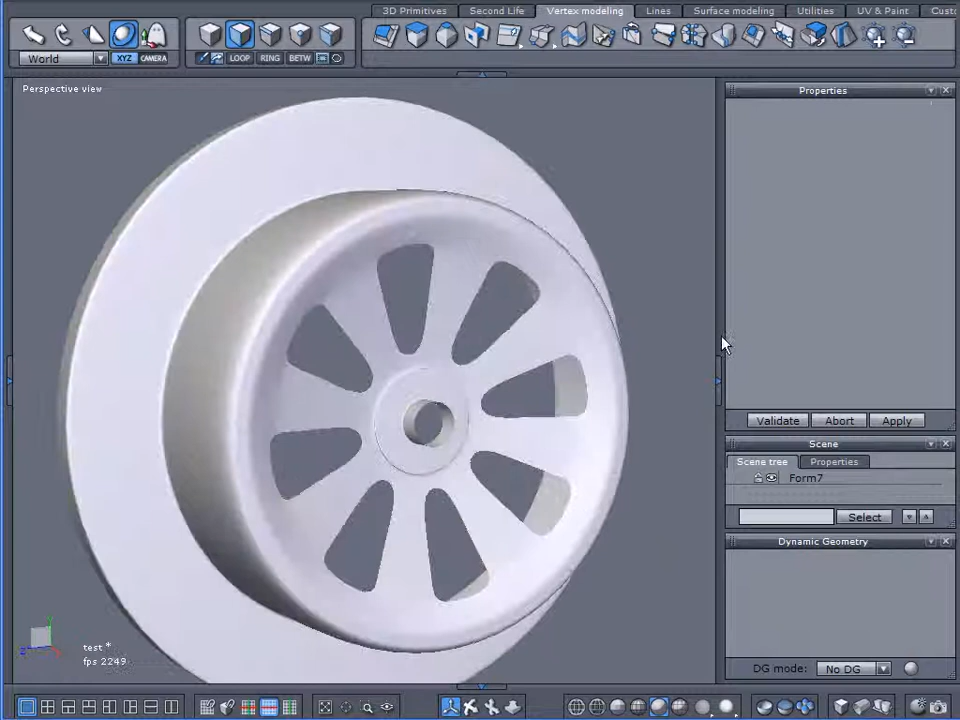 3D Primitives Second Life Vertex modeling Lines Surface modeling Utilities UV & Paint Custo
World XYZ CAMERA LOOP RING BETW
Perspective view
Properties
Validate Abort Apply
Scene
Scene tree Properties
Form7
Select
Dynamic Geometry
test *
fps 2249
DG mode: No DG